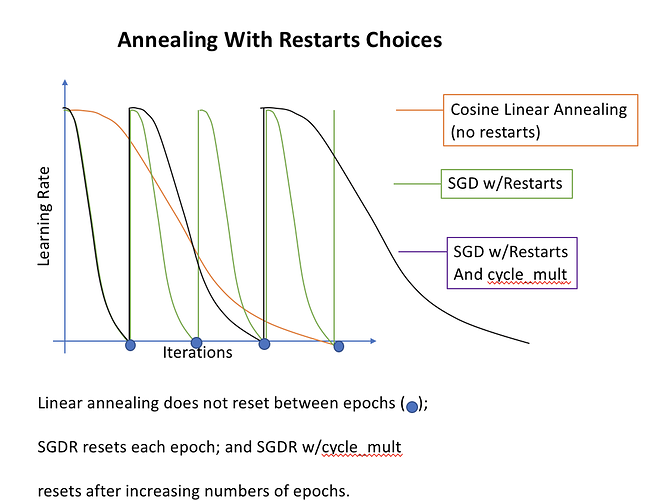 Annealing With Restarts Choices
Cosine Linear Annealing
(no restarts)
SGD w/Restarts
SGD w/Restarts
And cycle_mult
Learning Rate
Iterations
Linear annealing does not reset between epochs ( );
SGDR resets each epoch; and SGDR w/cycle_mult
resets after increasing numbers of epochs.